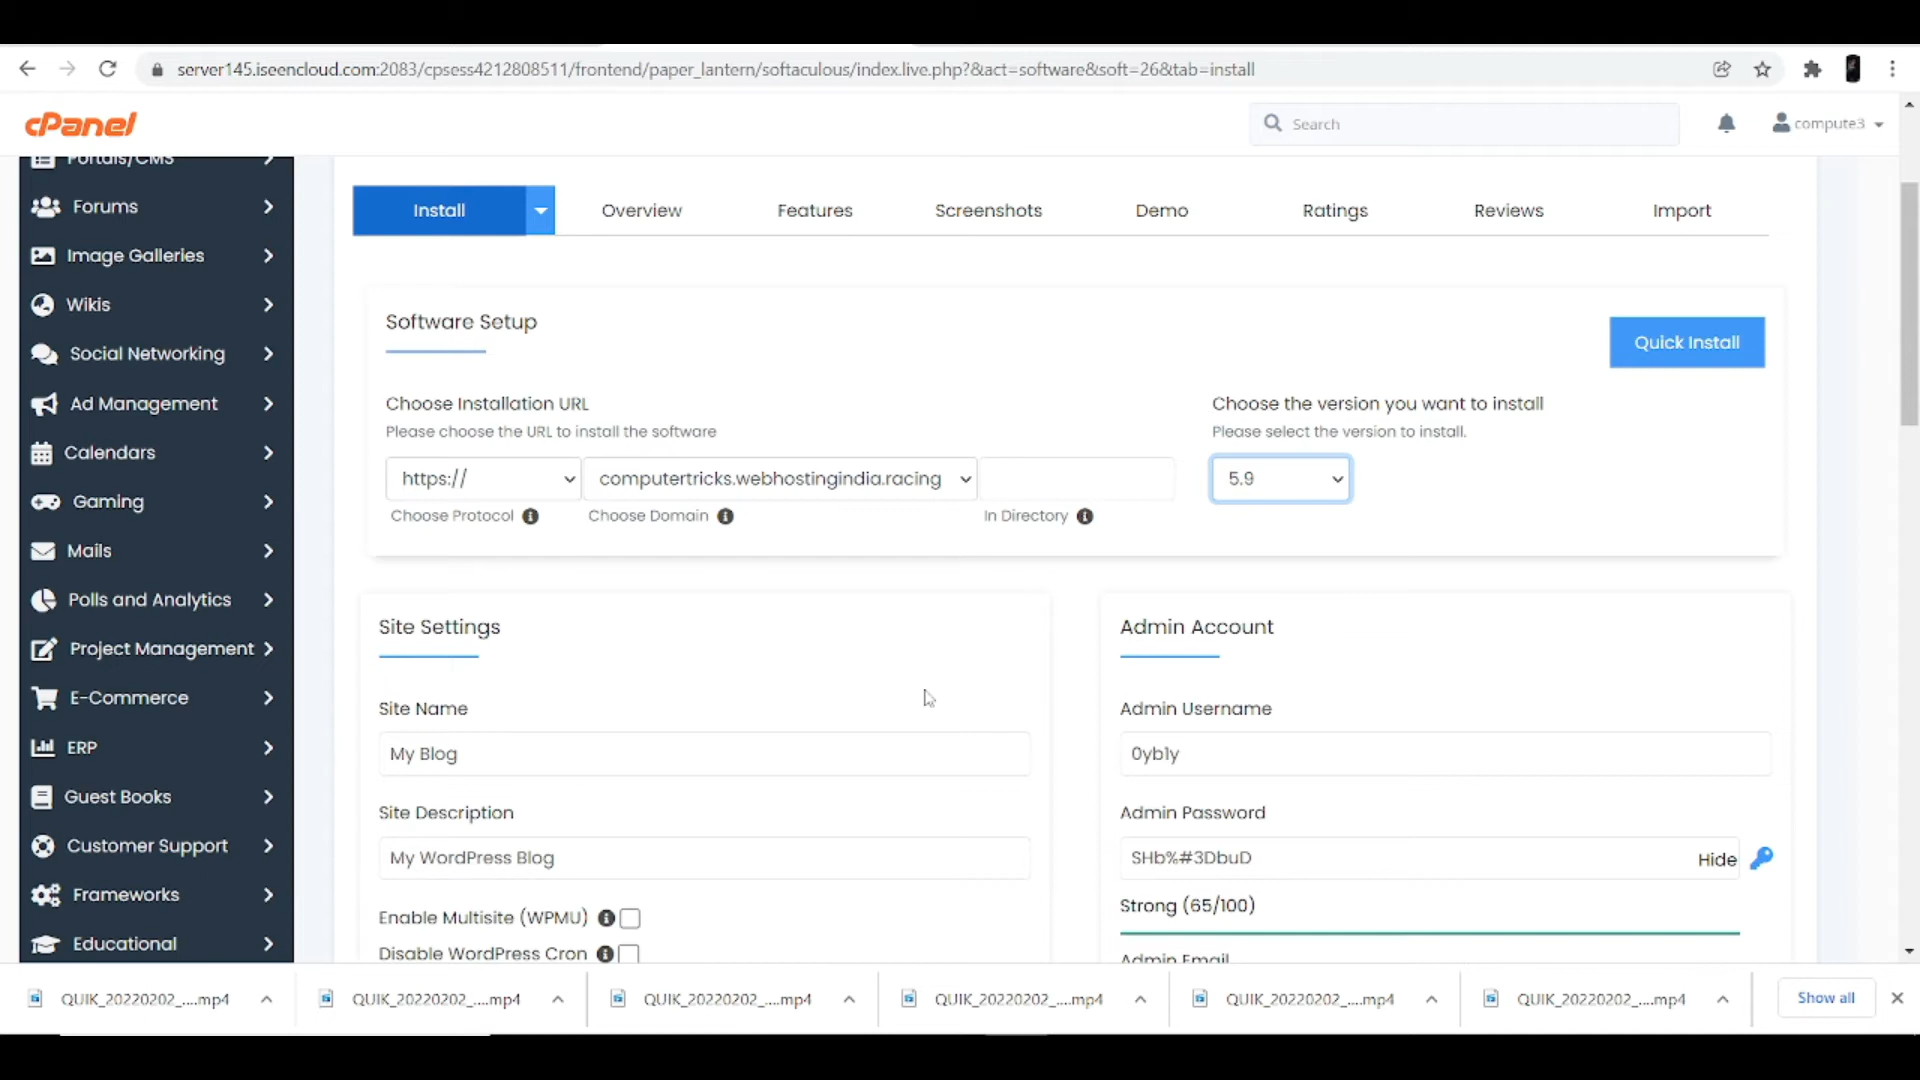 server145.iseencloud.com:2083/cpsess4212808511/frontend/paper_lantern/softaculous/index.live.php?&act=software&soft=26&tab=install
cPanel
Search
compute3
Portals/CMS
Forums
Image Galleries
Wikis
Social Networking
Ad Management
Calendars
Gaming
Mails
Polls and Analytics
Project Management
E-Commerce
ERP
Guest Books
Customer Support
Frameworks
Educational
Install Overview Features Screenshots Demo Ratings Reviews Import
Software Setup
Quick Install
Choose Installation URL
Please choose the URL to install the software
https:// computertricks.webhostingindia.racing
Choose Protocol Choose Domain In Directory
Choose the version you want to install
Please select the version to install.
5.9
Site Settings
Site Name
My Blog
Site Description
My WordPress Blog
Enable Multisite (WPMU)
Disable WordPress Cron
Admin Account
Admin Username
0yb1y
Admin Password
SHb%#3DbuD Hide
Strong (65/100)
Admin Email
QUIK_20220202_....mp4 QUIK_20220202_....mp4 QUIK_20220202_....mp4 QUIK_20220202_....mp4 QUIK_20220202_....mp4 QUIK_20220202_....mp4 Show all